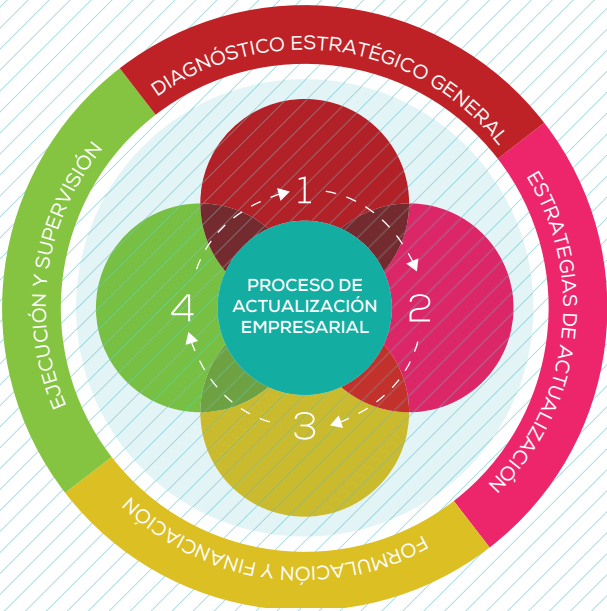 DIAGNÓSTICO ESTRATÉGICO GENERAL
ESTRATEGIAS DE ACTUALIZACIÓN
FORMULACIÓN Y FINANCIACIÓN
EJECUCIÓN Y SUPERVISIÓN
1
2
3
4
PROCESO DE
ACTUALIZACIÓN
EMPRESARIAL